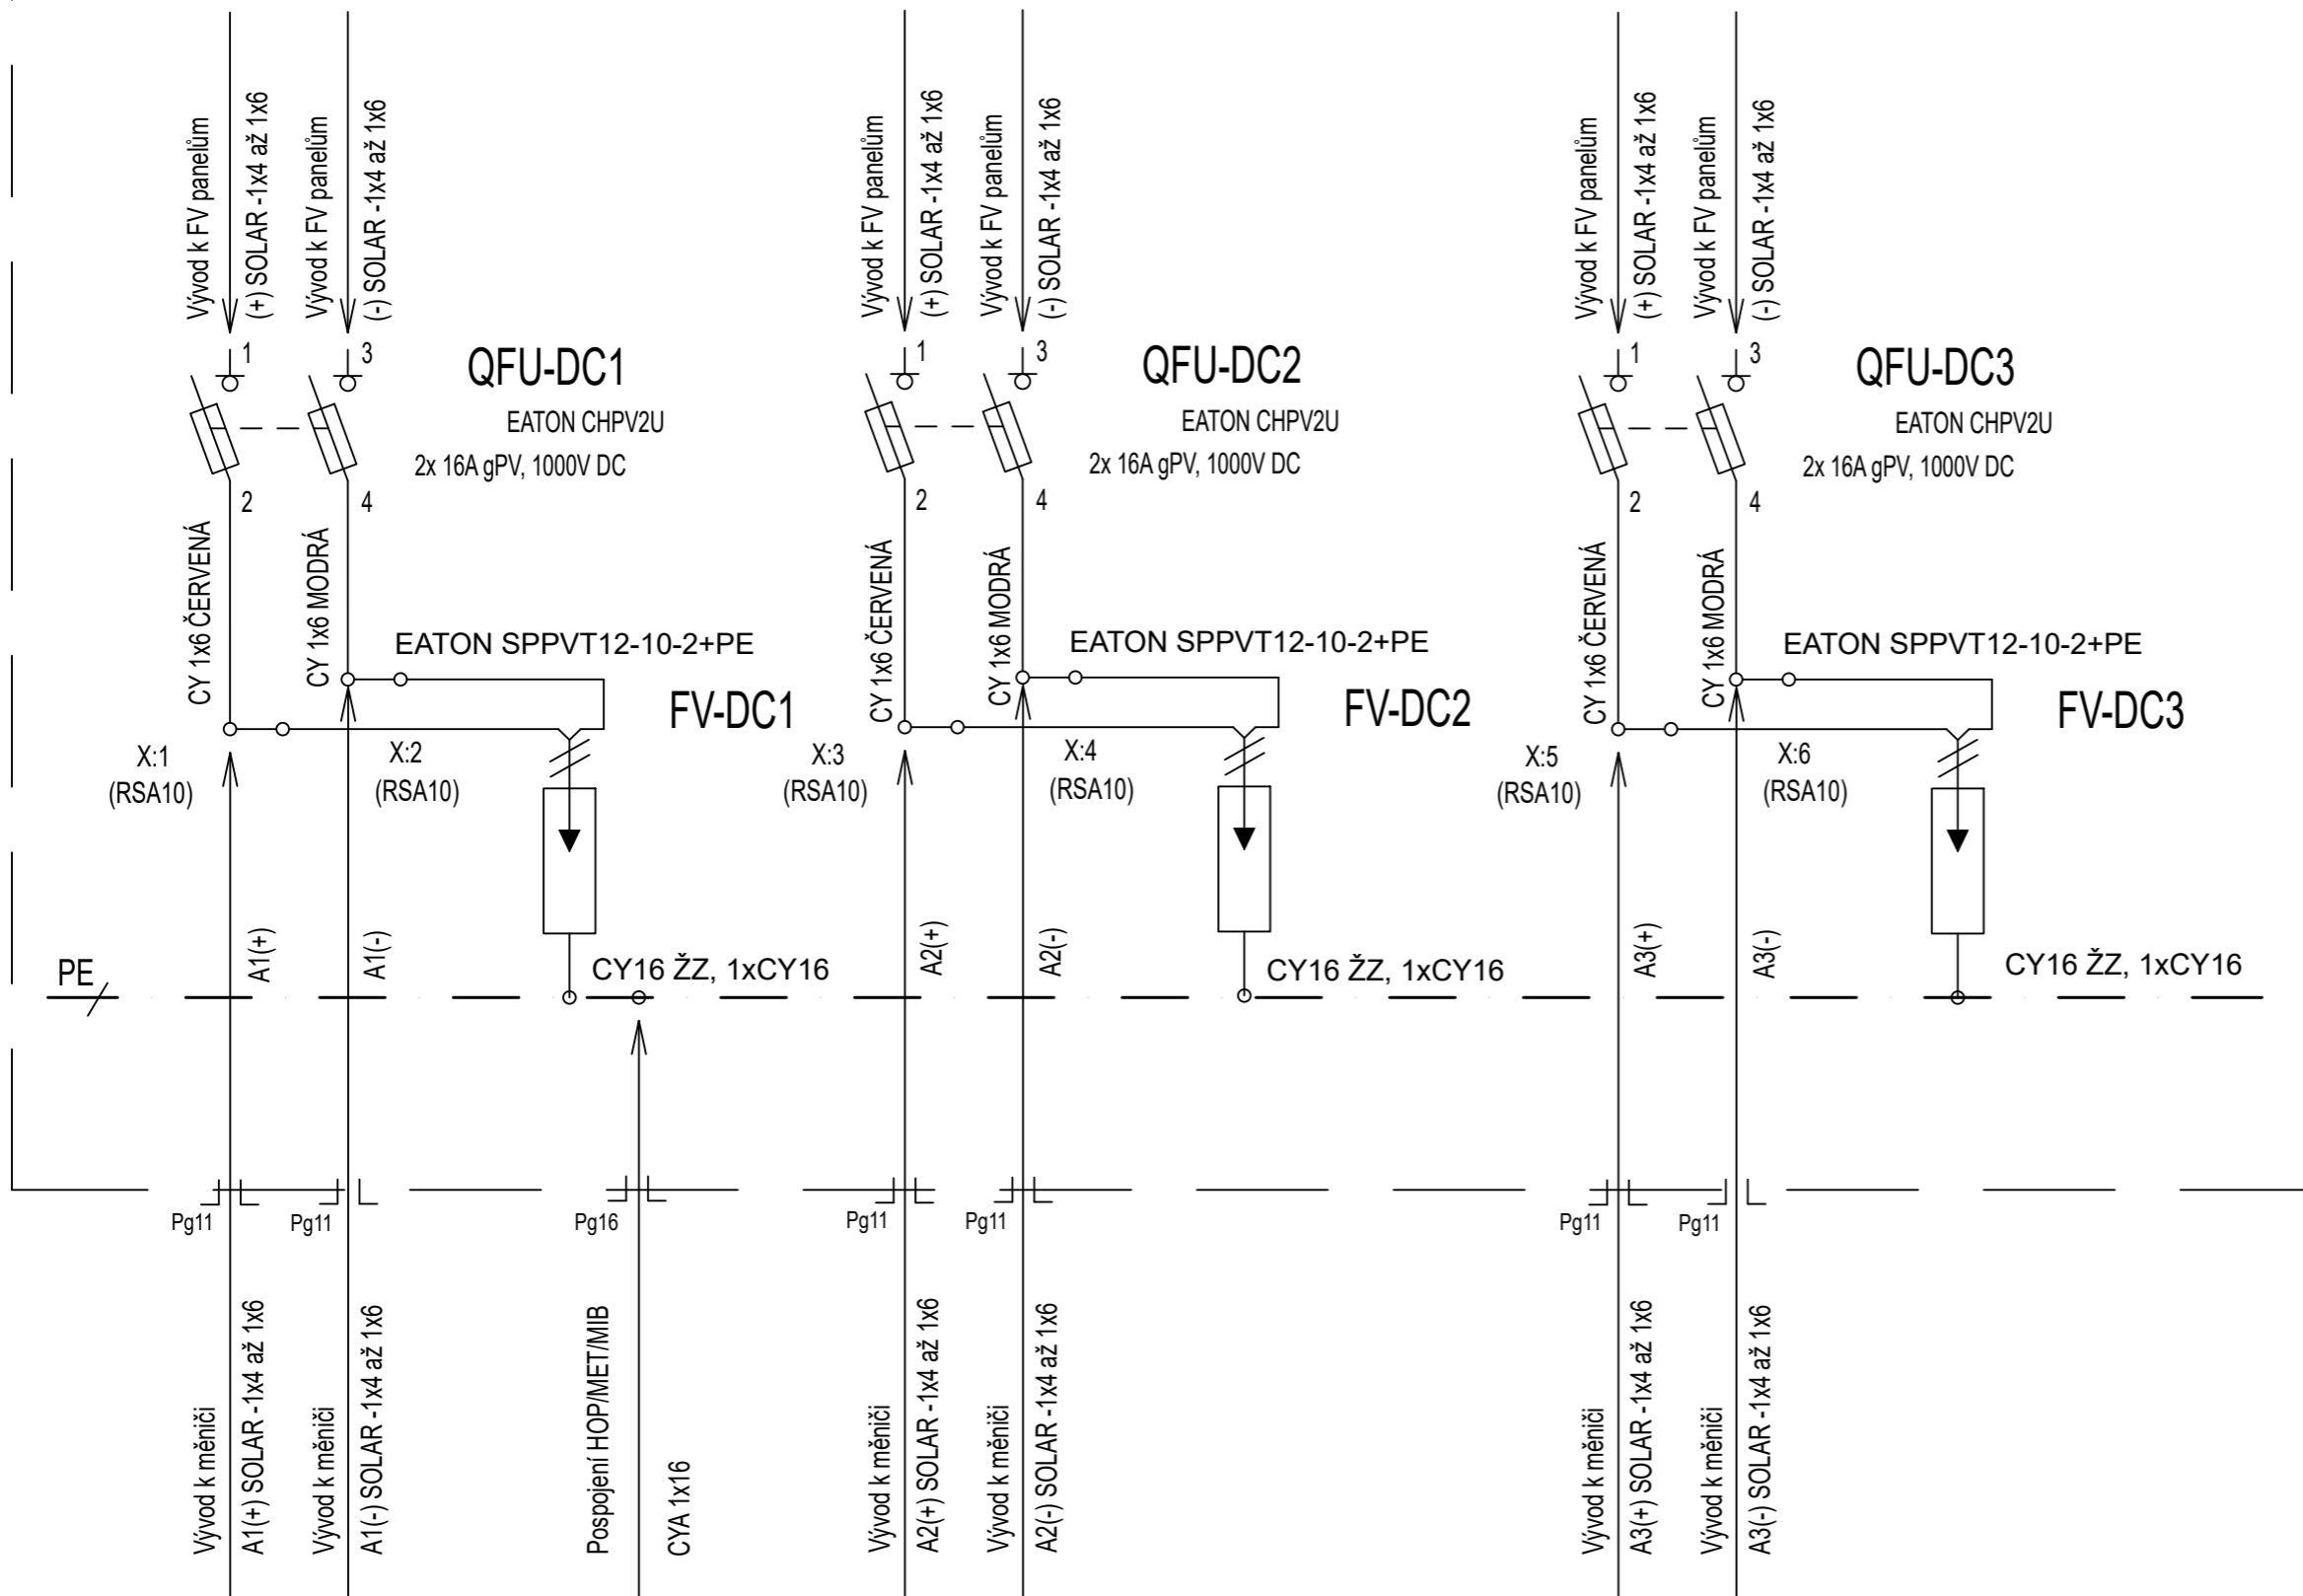 Vývod k FV panelům
(+) SOLAR -1x4 až 1x6
Vývod k FV panelům
(-) SOLAR -1x4 až 1x6
Vývod k FV panelům
(+) SOLAR -1x4 až 1x6
Vývod k FV panelům
(-) SOLAR -1x4 až 1x6
Vývod k FV panelům
(+) SOLAR -1x4 až 1x6
Vývod k FV panelům
(-) SOLAR -1x4 až 1x6
1
3
QFU-DC1
EATON CHPV2U
2x 16A gPV, 1000V DC
2
4
1
3
QFU-DC2
EATON CHPV2U
2x 16A gPV, 1000V DC
2
4
1
3
QFU-DC3
EATON CHPV2U
2x 16A gPV, 1000V DC
2
4
CY 1x6 ČERVENÁ
CY 1x6 MODRÁ
EATON SPPVT12-10-2+PE
FV-DC1
X:1
(RSA10)
X:2
(RSA10)
CY 1x6 ČERVENÁ
CY 1x6 MODRÁ
EATON SPPVT12-10-2+PE
FV-DC2
X:3
(RSA10)
X:4
(RSA10)
CY 1x6 ČERVENÁ
CY 1x6 MODRÁ
EATON SPPVT12-10-2+PE
FV-DC3
X:5
(RSA10)
X:6
(RSA10)
PE
A1(+)
A1(-)
CY16 ŽZ, 1xCY16
A2(+)
A2(-)
CY16 ŽZ, 1xCY16
A3(+)
A3(-)
CY16 ŽZ, 1xCY16
Pg11
Pg11
Pg16
Pg11
Pg11
Pg11
Pg11
Vývod k měniči
A1(+) SOLAR -1x4 až 1x6
Vývod k měniči
A1(-) SOLAR -1x4 až 1x6
Pospojení HOP/MET/MIB
CYA 1x16
Vývod k měniči
A2(+) SOLAR -1x4 až 1x6
Vývod k měniči
A2(-) SOLAR -1x4 až 1x6
Vývod k měniči
A3(+) SOLAR -1x4 až 1x6
Vývod k měniči
A3(-) SOLAR -1x4 až 1x6